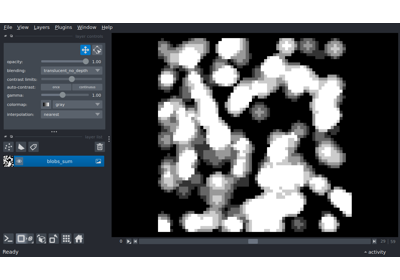 File View Layers Plugins Window Help
opacity: 1.00
blending: translucent_no_depth
contrast limits:
auto-contrast: once continuous
gamma: 1.00
colormap: gray
interpolation: nearest
blobs_sum
Ready
activity